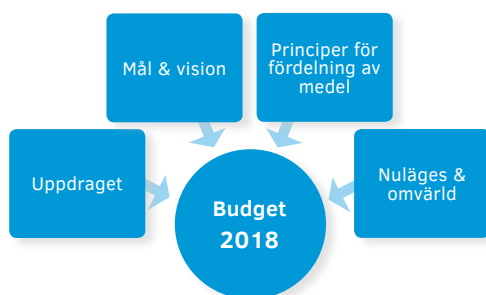 Mål & vision
Principer för
fördelning av
medel
Uppdraget
Nuläges &
omvärld
Budget
2018